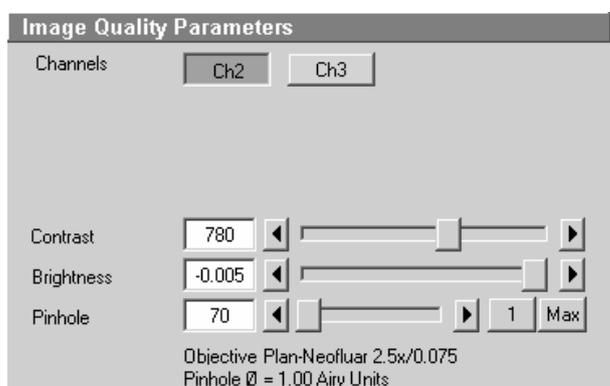 Image Quality Parameters
Channels Ch2 Ch3
Contrast 780
Brightness -0.005
Pinhole 70 1 Max
Objective Plan-Neofluar 2.5x/0.075
Pinhole Ø = 1.00 Airy Units